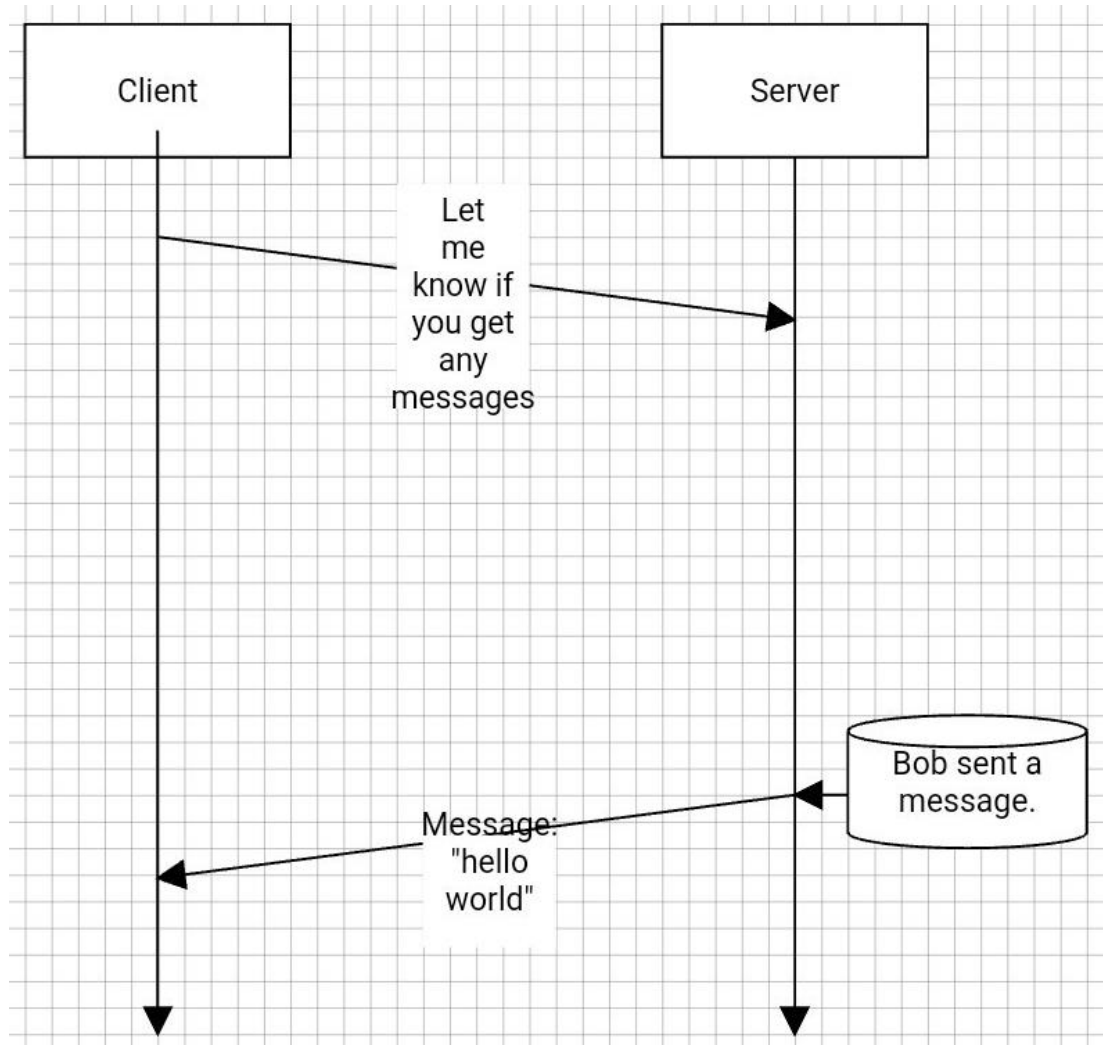 Client
Server
Let
me
know if
you get
any
messages
Bob sent a
message.
Message:
"hello
world"